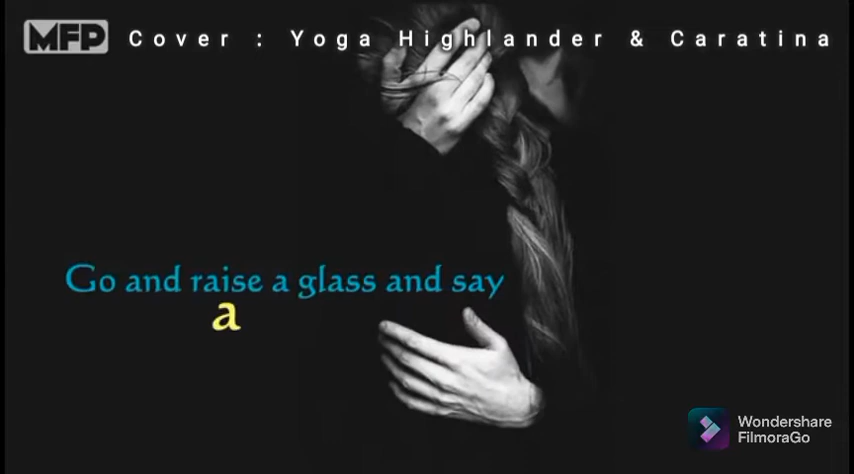 MFP Cover : Yoga Highlander & Caratina
Go and raise a glass and say
a
Wondershare
FilmoraGo